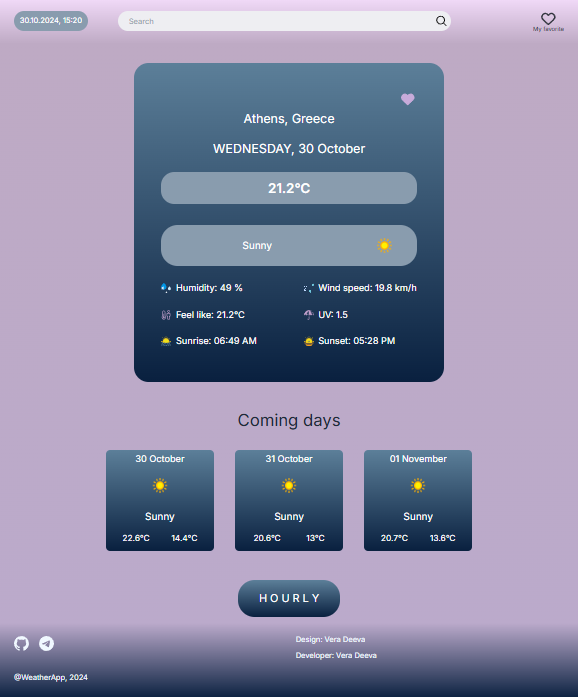 30.10.2024, 15:20
Search
My favorite
Athens, Greece
WEDNESDAY, 30 October
21.2°C
Sunny
Humidity: 49 % Wind speed: 19.8 km/h
Feel like: 21.2°C UV: 1.5
Sunrise: 06:49 AM Sunset: 05:28 PM
Coming days
30 October 31 October 01 November
Sunny Sunny Sunny
22.6°C 14.4°C 20.6°C 13°C 20.7°C 13.6°C
HOURLY
Design: Vera Deeva
Developer: Vera Deeva
@WeatherApp, 2024